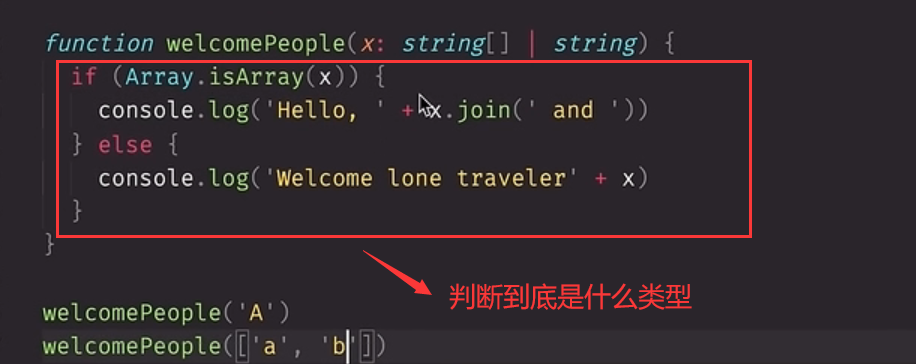 function welcomePeople(x: string[] | string) {
if (Array.isArray(x)) {
console.log('Hello, ' + x.join(' and '))
} else {
console.log('Welcome lone traveler' + x)
}
}
判断到底是什么类型
welcomePeople('A')
welcomePeople(['a', 'b'])